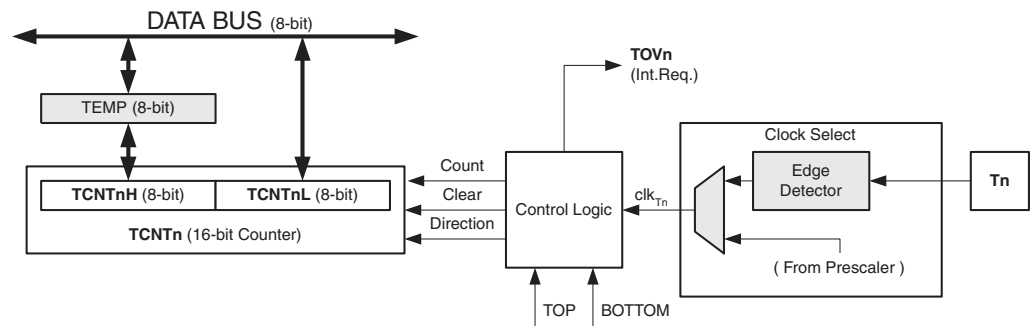 DATA BUS (8-bit)
TOVn
(Int.Req.)
TEMP (8-bit)
Clock Select
Count
Edge
Detector
Tn
TCNTnH (8-bit)
TCNTnL (8-bit)
Clear
Control Logic
clkTn
TCNTn (16-bit Counter)
Direction
( From Prescaler )
TOP
BOTTOM